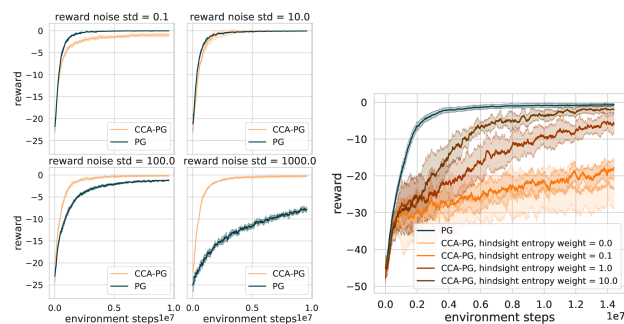 reward noise std = 0.1
reward noise std = 10.0
0
−5
−10
−15
−20
−25
reward
CCA-PG
PG
CCA-PG
PG
reward noise std = 100.0
reward noise std = 1000.0
0
−5
−10
−15
−20
−25
reward
CCA-PG
PG
CCA-PG
PG
0.0 0.5 1.0
0.0 0.5 1.0
environment steps 1e7
environment steps 1e7
0
−10
−20
−30
−40
−50
reward
PG
CCA-PG, hindsight entropy weight = 0.0
CCA-PG, hindsight entropy weight = 0.1
CCA-PG, hindsight entropy weight = 1.0
CCA-PG, hindsight entropy weight = 10.0
0.0 0.2 0.4 0.6 0.8 1.0 1.2 1.4
environment steps 1e7